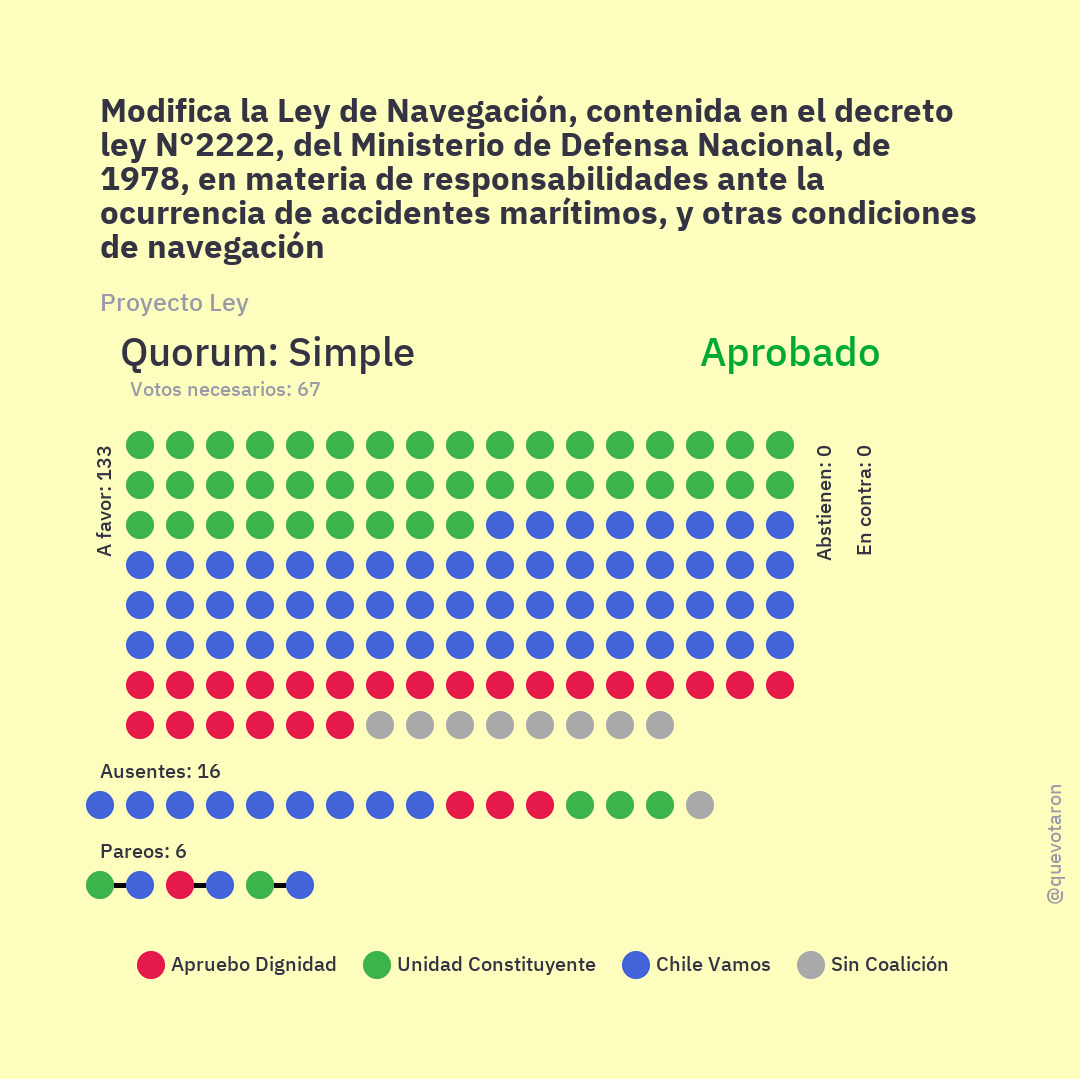 Modifica la Ley de Navegación, contenida en el decreto
ley N°2222, del Ministerio de Defensa Nacional, de
1978, en materia de responsabilidades ante la
ocurrencia de accidentes marítimos, y otras condiciones
de navegación
Proyecto Ley
Quorum: Simple
Aprobado
Votos necesarios: 67
A favor: 133
Abstienen: 0
En contra: 0
Ausentes: 16
Pareos: 6
@quevotaron
Apruebo Dignidad
Unidad Constituyente
Chile Vamos
Sin Coalición